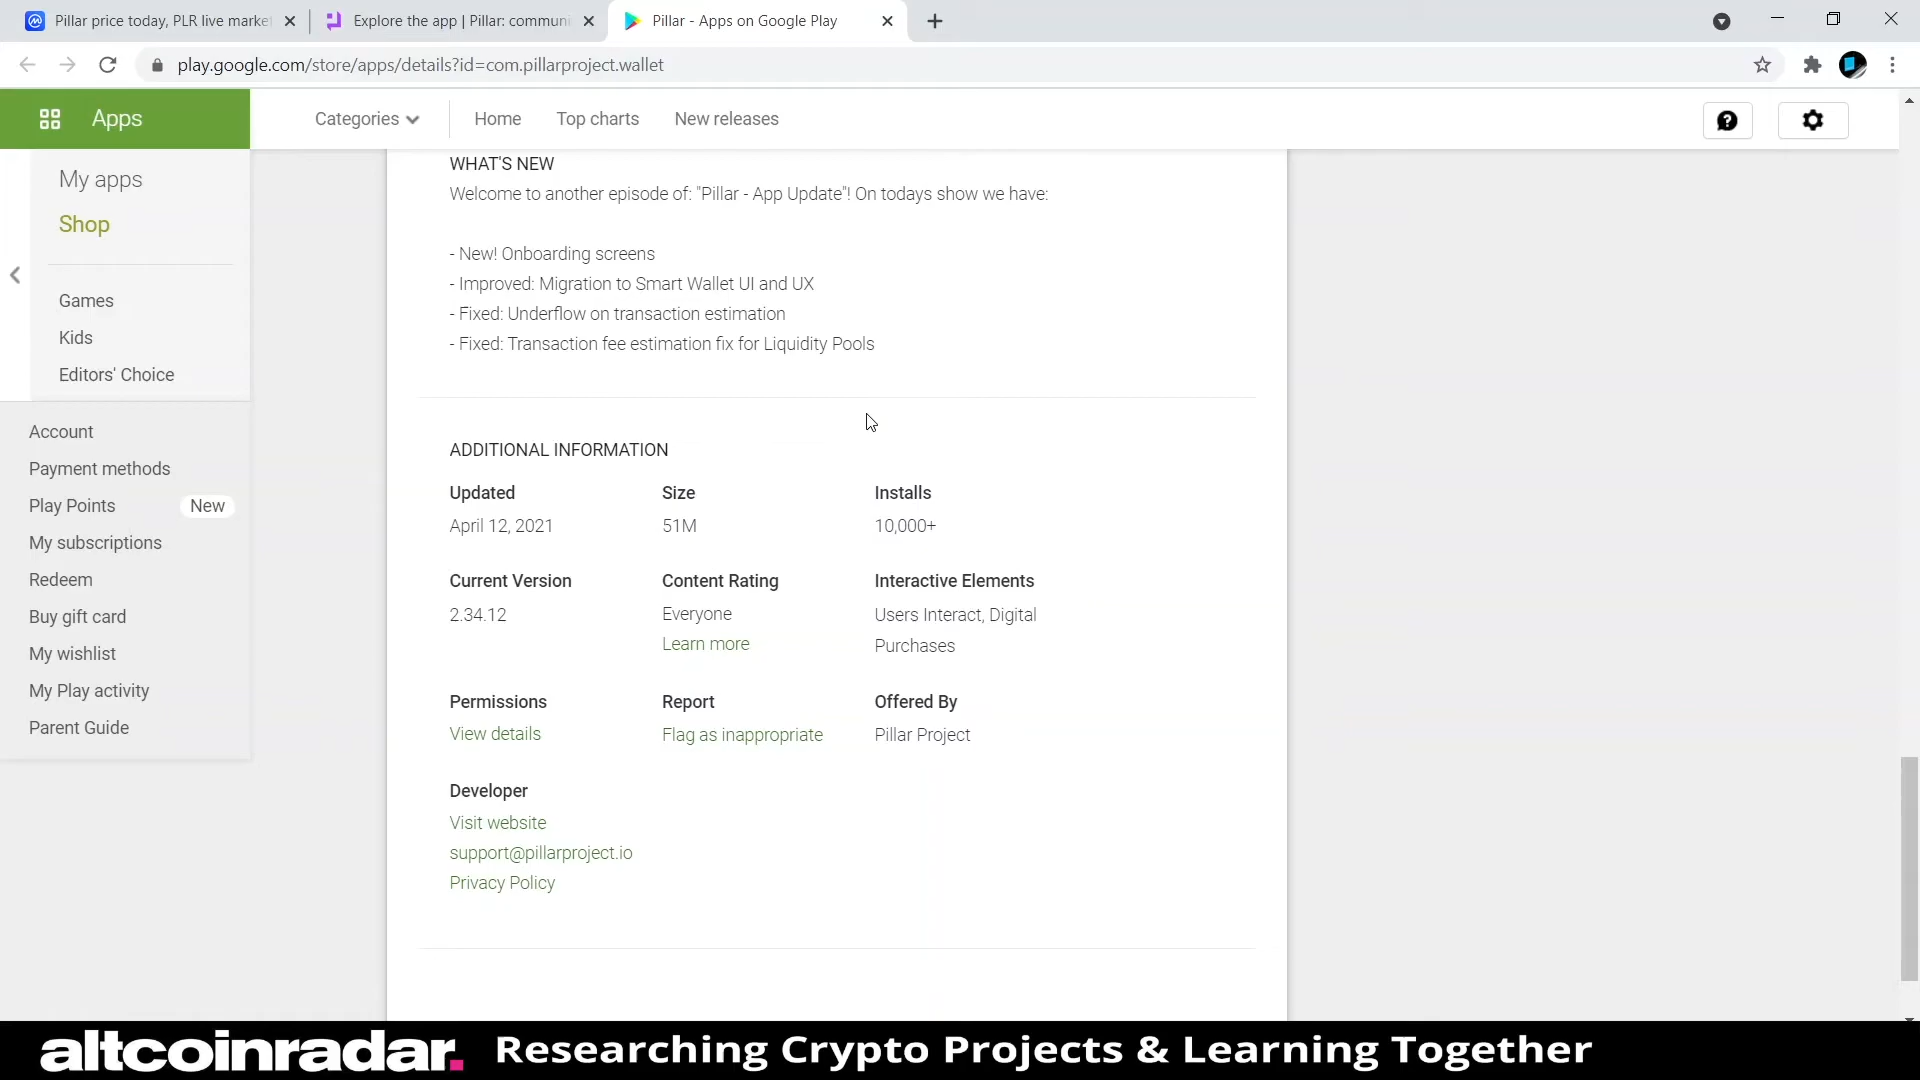 Pillar price today, PLR live marke
Explore the app | Pillar: communi
Pillar - Apps on Google Play
play.google.com/store/apps/details?id=com.pillarproject.wallet
Apps
Categories
Home
Top charts
New releases
My apps
Shop
Games
Kids
Editors' Choice
Account
Payment methods
Play Points
New
My subscriptions
Redeem
Buy gift card
My wishlist
My Play activity
Parent Guide
WHAT'S NEW
Welcome to another episode of: "Pillar - App Update"! On todays show we have:
- New! Onboarding screens
- Improved: Migration to Smart Wallet UI and UX
- Fixed: Underflow on transaction estimation
- Fixed: Transaction fee estimation fix for Liquidity Pools
ADDITIONAL INFORMATION
Updated
April 12, 2021
Size
51M
Installs
10,000+
Current Version
2.34.12
Content Rating
Everyone
Learn more
Interactive Elements
Users Interact, Digital
Purchases
Permissions
View details
Report
Flag as inappropriate
Offered By
Pillar Project
Developer
Visit website
support@pillarproject.io
Privacy Policy
altcoinradar.
Researching Crypto Projects & Learning Together